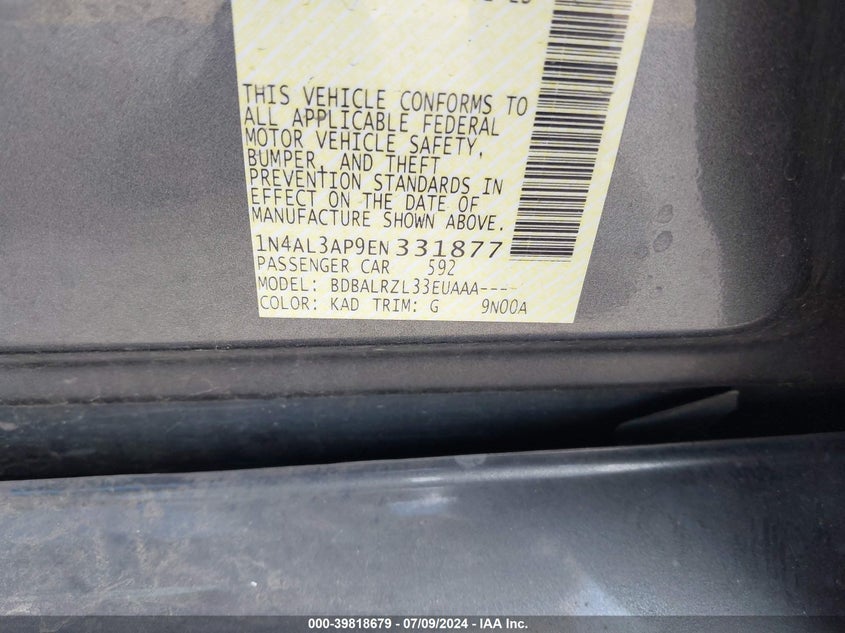 THIS VEHICLE CONFORMS TO
ALL APPLICABLE FEDERAL
MOTOR VEHICLE SAFETY,
BUMPER, AND THEFT
PREVENTION STANDARDS IN
EFFECT ON THE DATE OF
MANUFACTURE SHOWN ABOVE.
1N4AL3AP9EN 331877
PASSENGER CAR 592
MODEL: BDBALRZL33EUAAA----
COLOR: KAD TRIM: G 9N00A
000-39818679 - 07/09/2024 - IAA Inc.